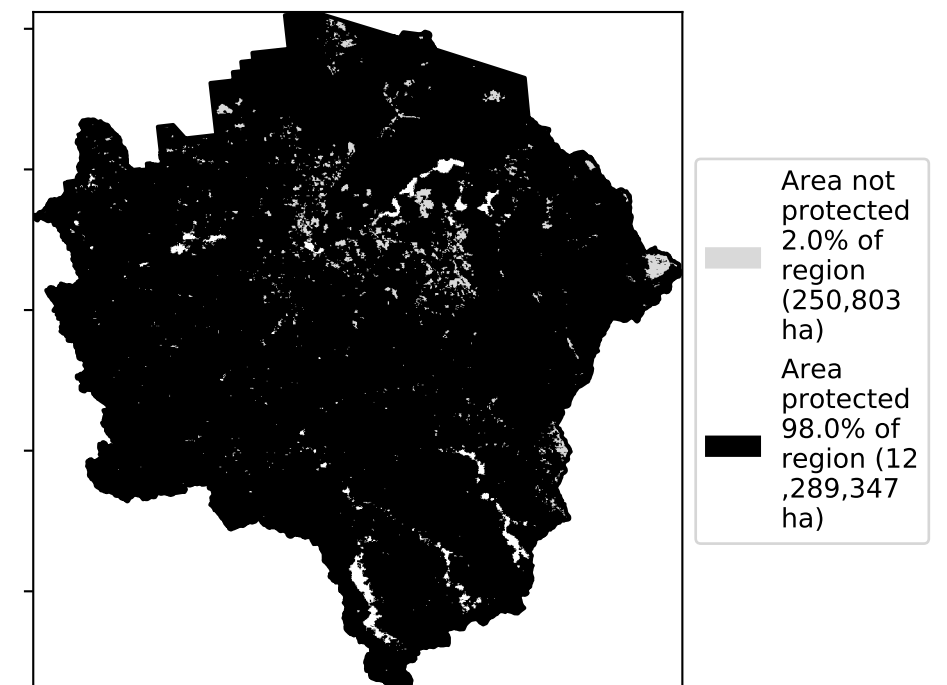 Area not
protected
2.0% of
region
(250,803
ha)
Area
protected
98.0% of
region (12
,289,347
ha)